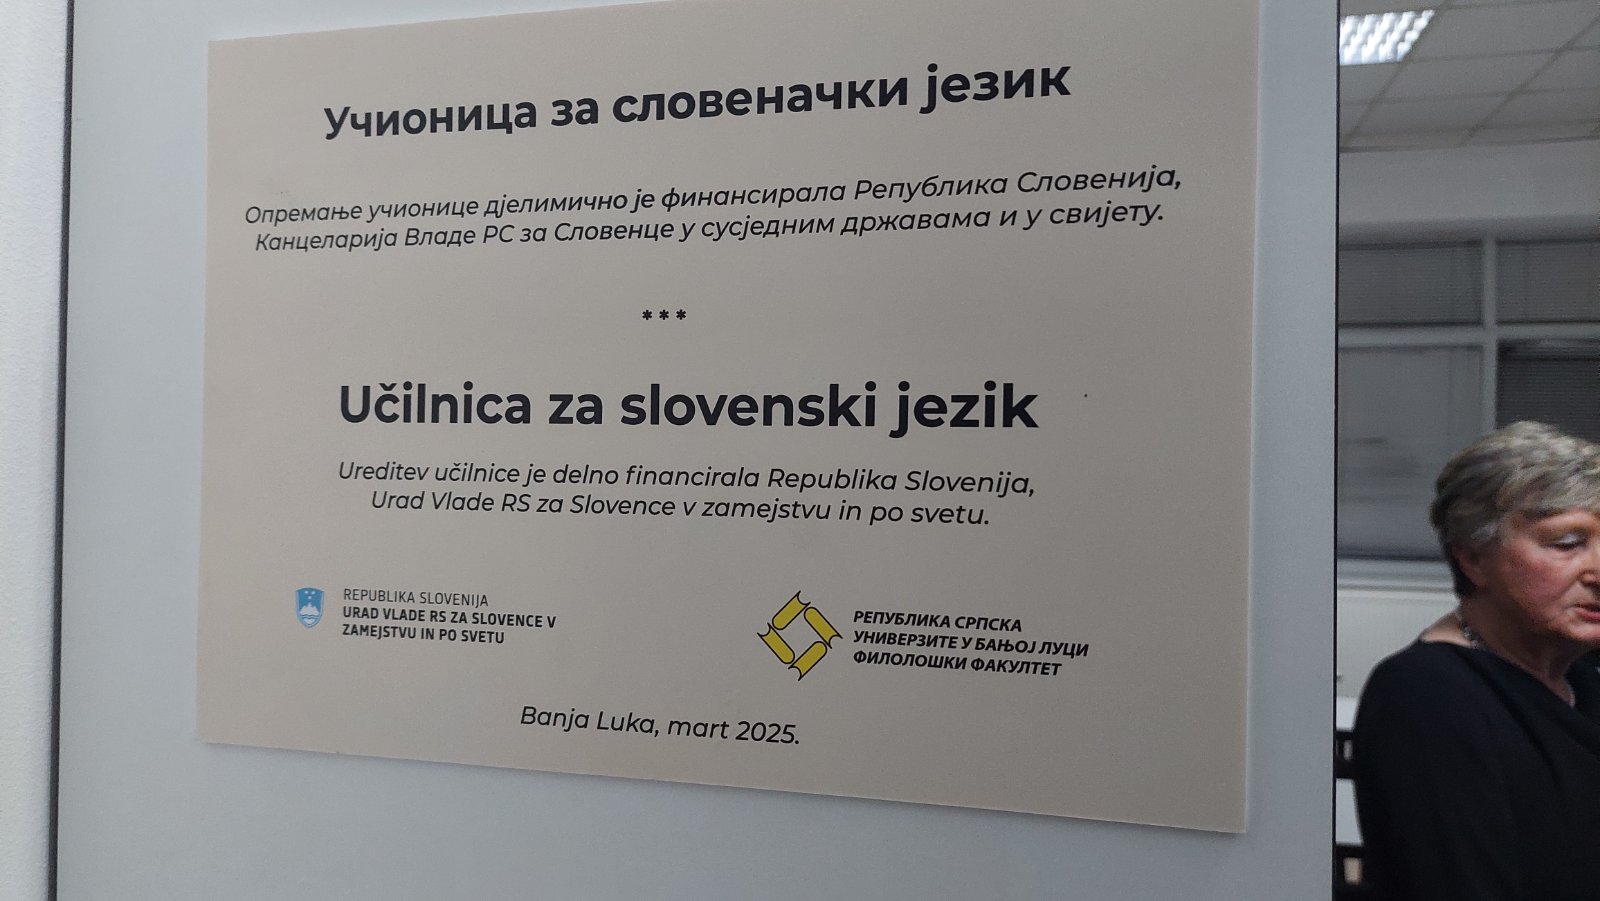 Учионица за словеначки језик
Опремање учионице дјелимично је финансирала Република Словенија,
Канцеларија Владе РС за Словенце у сусједним државама и у свијету.
***
Učilnica za slovenski jezik
Ureditev učilnice je delno financirala Republika Slovenija,
Urad Vlade RS za Slovence v zamejstvu in po svetu.
REPUBLIKA SLOVENIJA
URAD VLADE RS ZA SLOVENCE V
ZAMEJSTVU IN PO SVETU
РЕПУБЛИКА СРПСКА
УНИВЕРЗИТЕ У БАЊОЈ ЛУЦИ
ФИЛОЛОШКИ ФАКУЛТЕТ
Banja Luka, mart 2025.